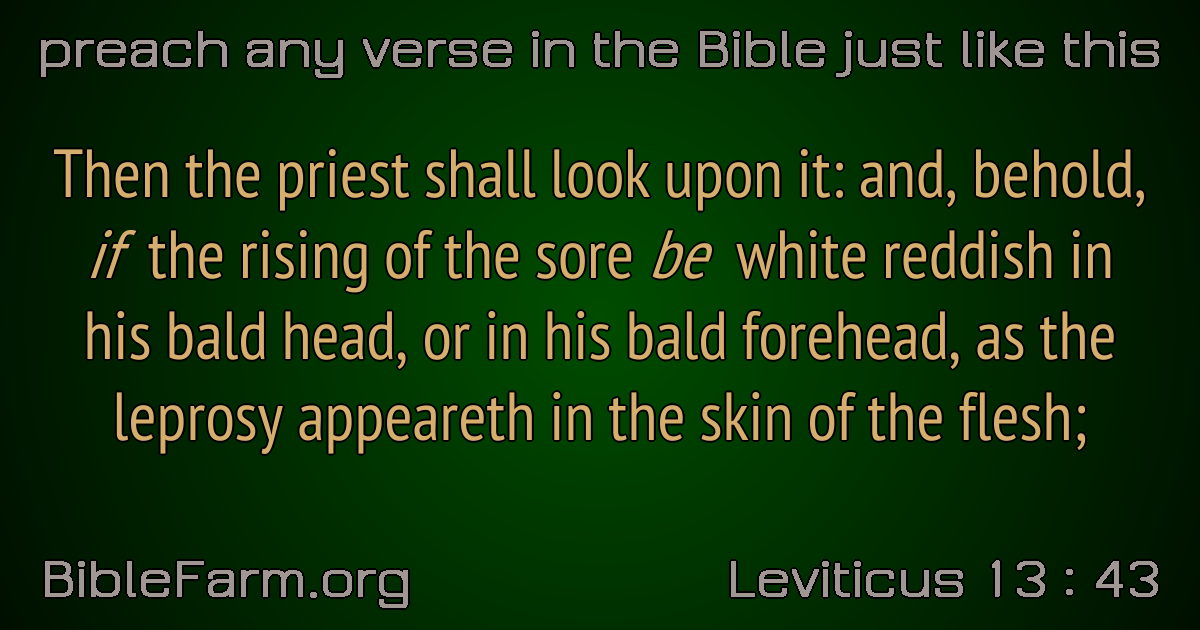 preach any verse in the Bible just like this
Then the priest shall look upon it: and, behold,
if the rising of the sore be white reddish in
his bald head, or in his bald forehead, as the
leprosy appeareth in the skin of the flesh;
BibleFarm.org
Leviticus 13 : 43